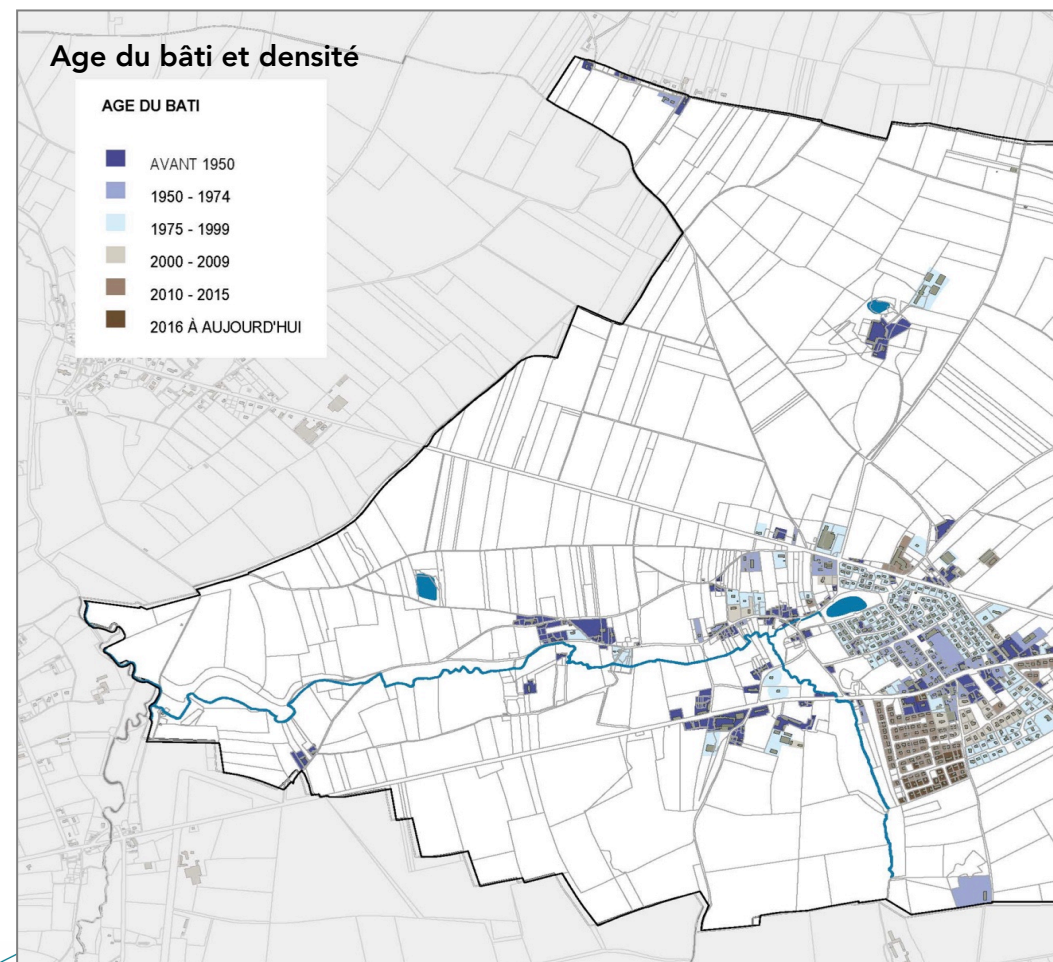 Age du bâti et densité
AGE DU BATI
AVANT 1950
1950 - 1974
1975 - 1999
2000 - 2009
2010 - 2015
2016 À AUJOURD'HUI